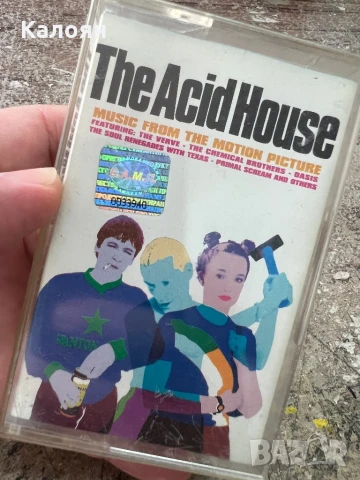 Калоян
The Acid House
MUSIC FROM THE MOTION PICTURE
FEATURING: THE VERVE - THE CHEMICAL BROTHERS - OASIS
THE SOUL RENEGADES WITH TEXAS - PRIMAL SCREAM AND OTHERS
BAZAR